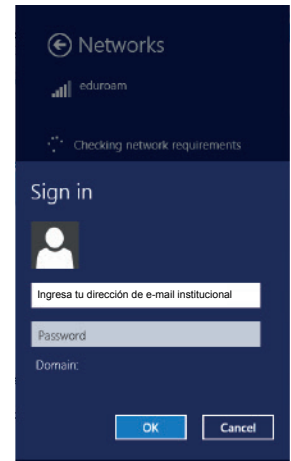 Networks
eduroam
Checking network requirements
Sign in
Ingresa tu dirección de e-mail institucional
Password
Domain:
OK Cancel